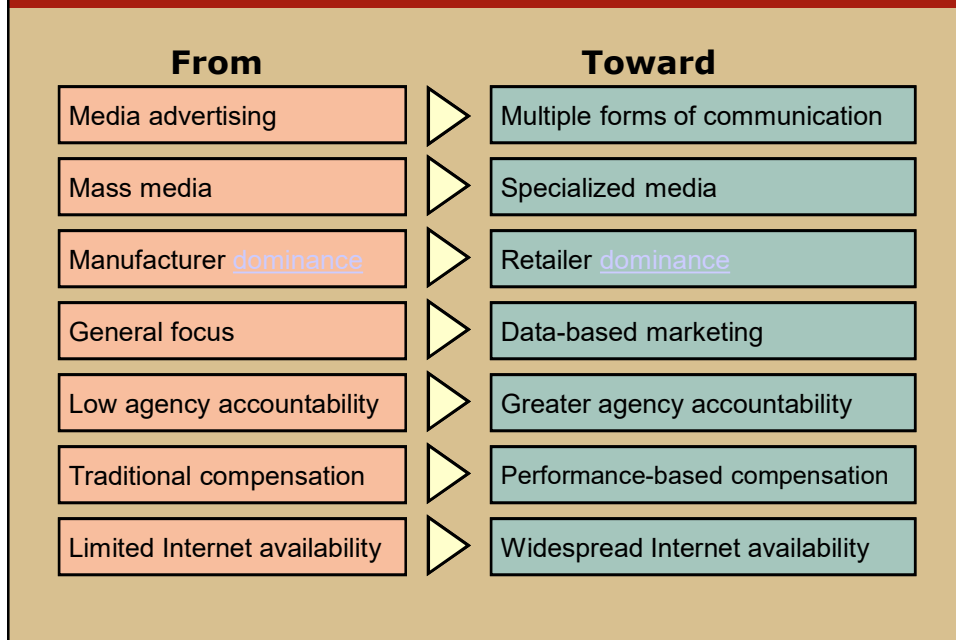 From Toward
Media advertising Multiple forms of communication
Mass media Specialized media
Manufacturer dominance Retailer dominance
General focus Data-based marketing
Low agency accountability Greater agency accountability
Traditional compensation Performance-based compensation
Limited Internet availability Widespread Internet availability